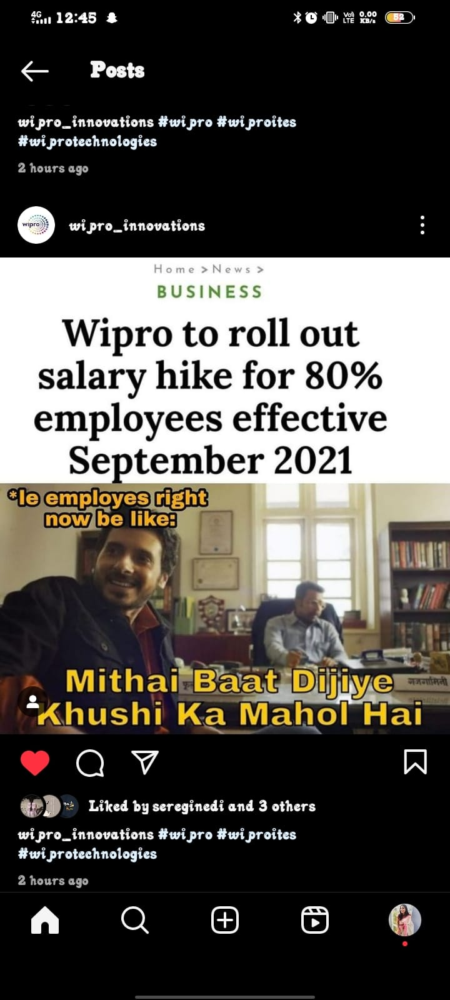 4G 12:45 Vo) LTE 0.00 KB/s 52
Posts
wipro_innovations #wipro #wiproites
#wiprotechnologies
2 hours ago
wipro
wipro_innovations
Home > News >
BUSINESS
Wipro to roll out
salary hike for 80%
employees effective
September 2021
*le employes right
now be like:
गजगामिनी
Mithai Baat Dijiye
Khushi Ka Mahol Hai
Liked by sereginedi and 3 others
wipro_innovations #wipro #wiproites
#wiprotechnologies
2 hours ago